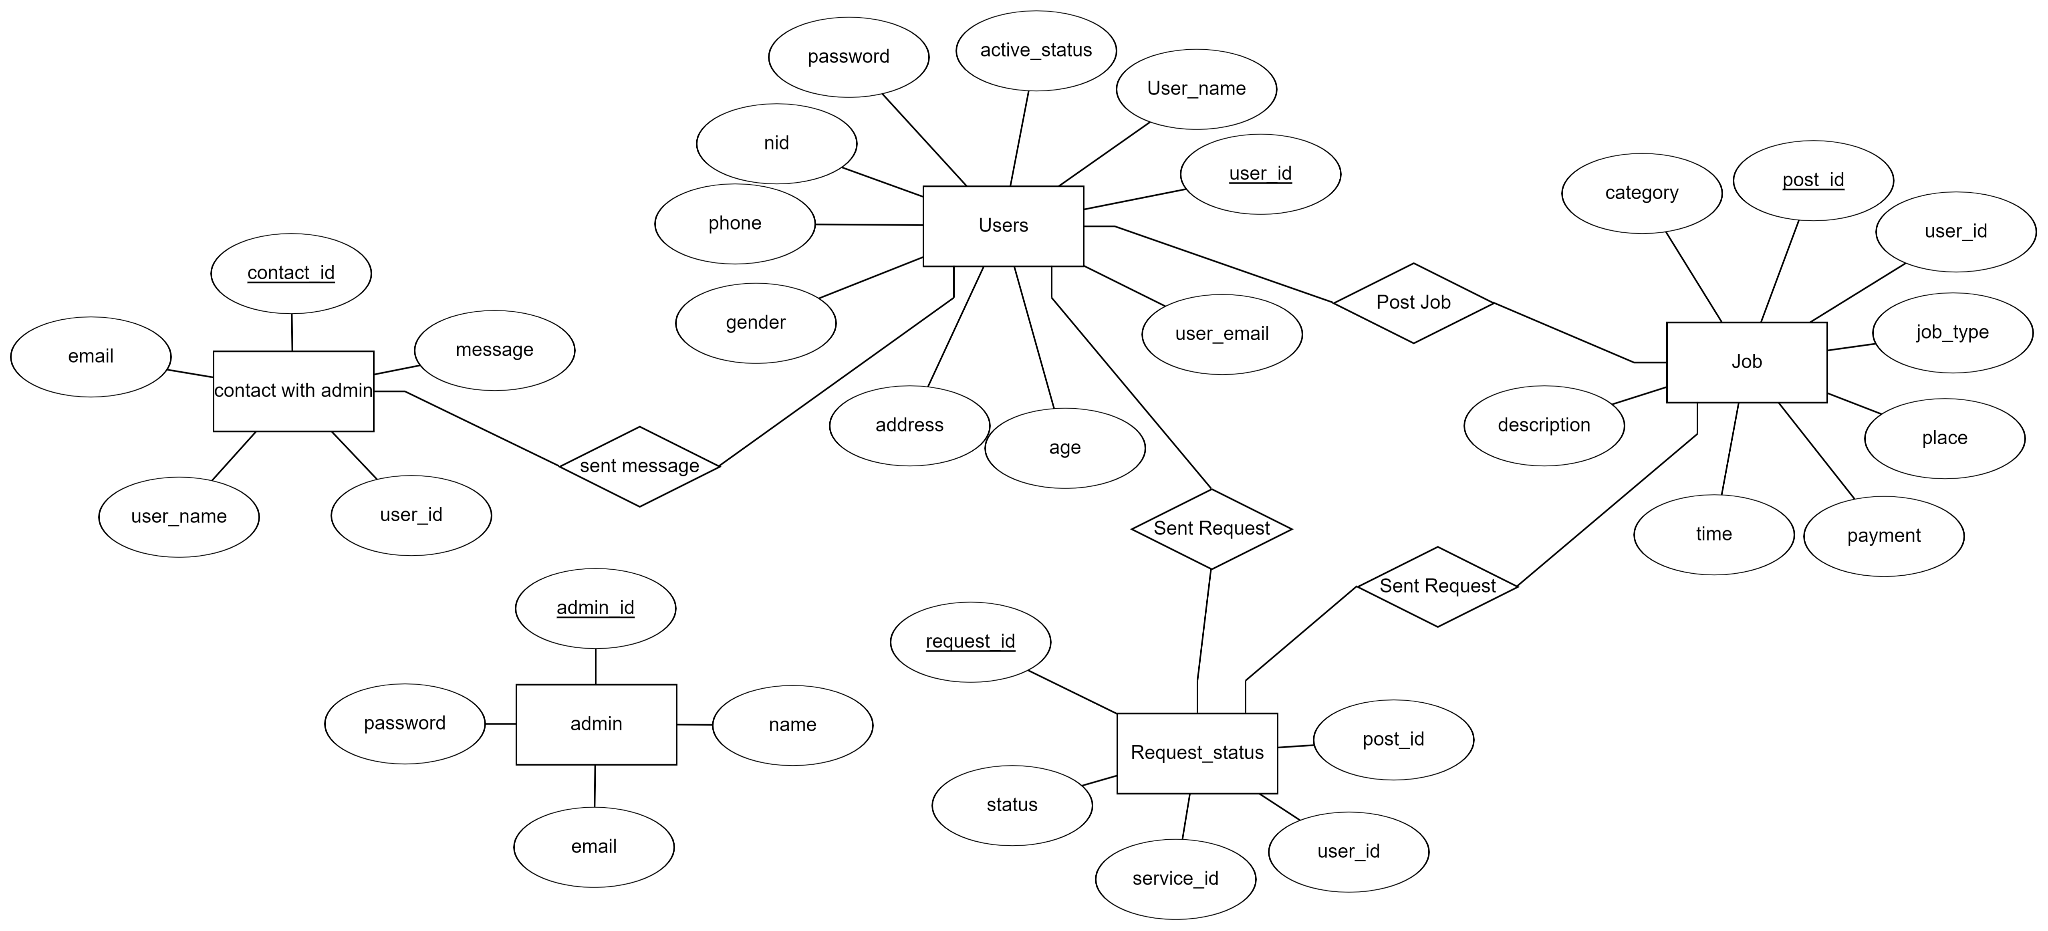 password
active_status
User_name
nid
user_id
phone
Users
gender
user_email
address
age
Post Job
category
post_id
user_id
job_type
Job
description
place
time
payment
contact_id
email
message
contact with admin
user_name
user_id
sent message
Sent Request
Sent Request
admin_id
password
admin
name
email
request_id
Request_status
post_id
status
user_id
service_id